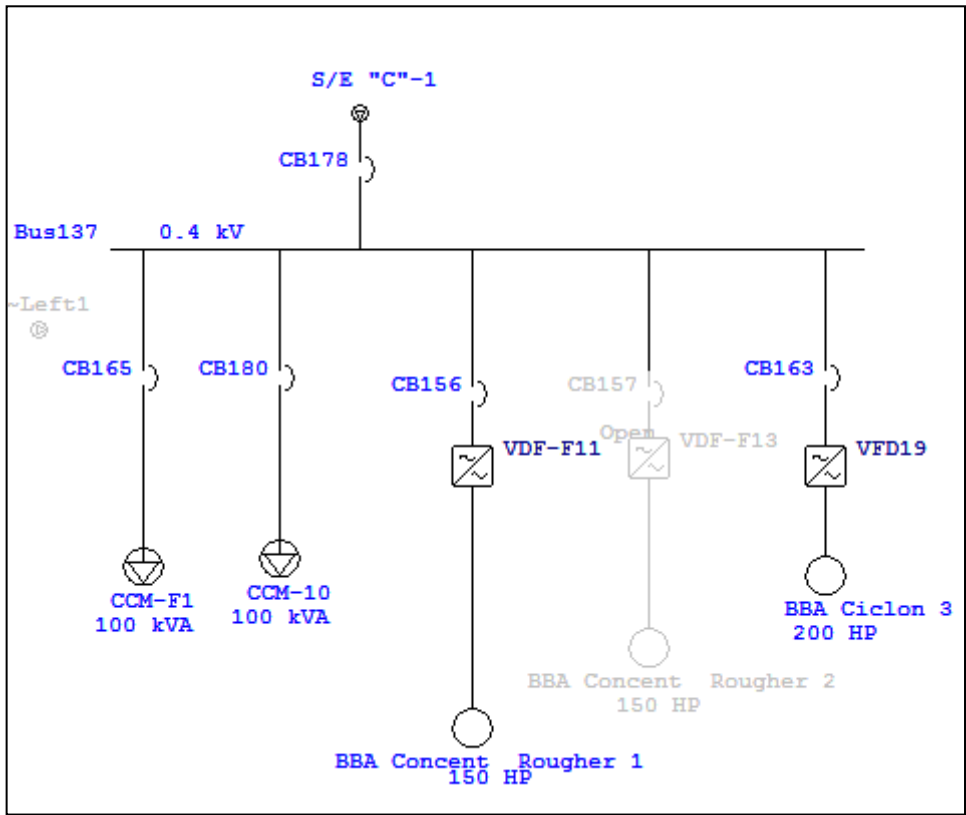 S/E "C"-1
CB178
Bus137 0.4 kV
~Left1
CB165
CB180
CB156
CB157
CB163
Open
VDF-F11
VDF-F13
VFD19
CCM-F1
100 kVA
CCM-10
100 kVA
BBA Ciclon 3
200 HP
BBA Concent Rougher 2
150 HP
BBA Concent Rougher 1
150 HP